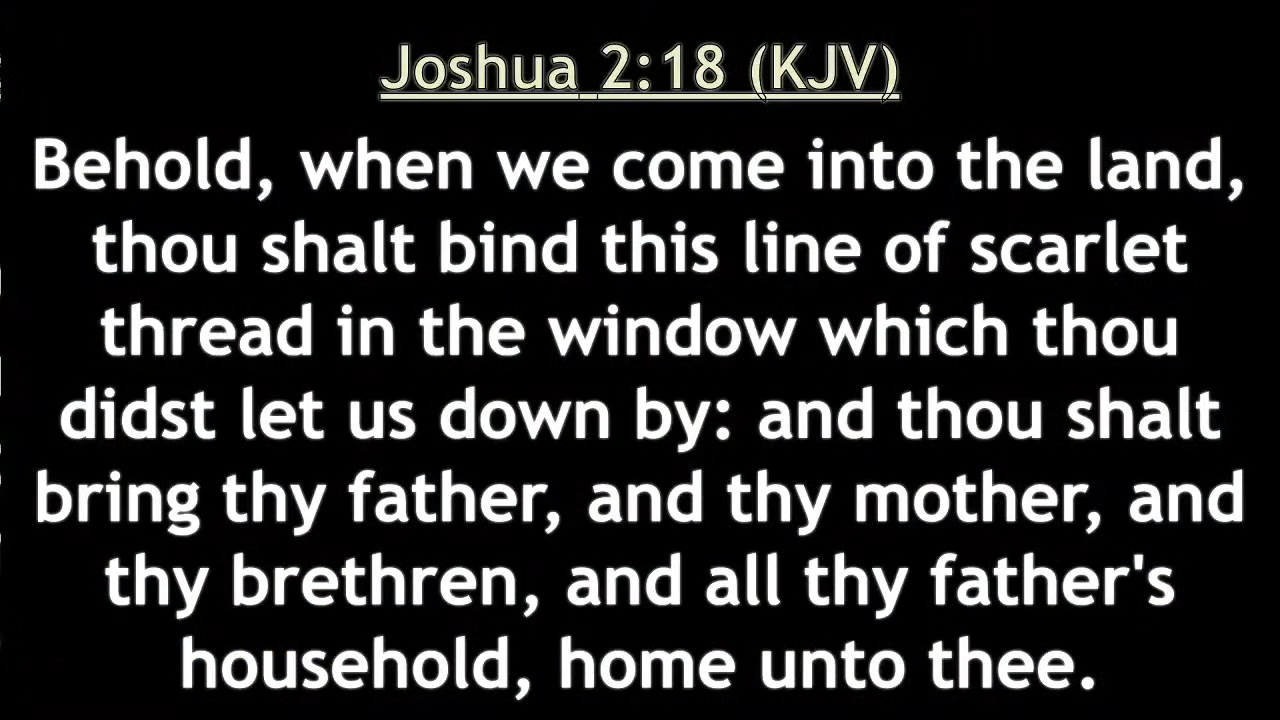 Joshua 2:18 (KJV)
Behold, when we come into the land,
thou shalt bind this line of scarlet
thread in the window which thou
didst let us down by: and thou shalt
bring thy father, and thy mother, and
thy brethren, and all thy father's
household, home unto thee.